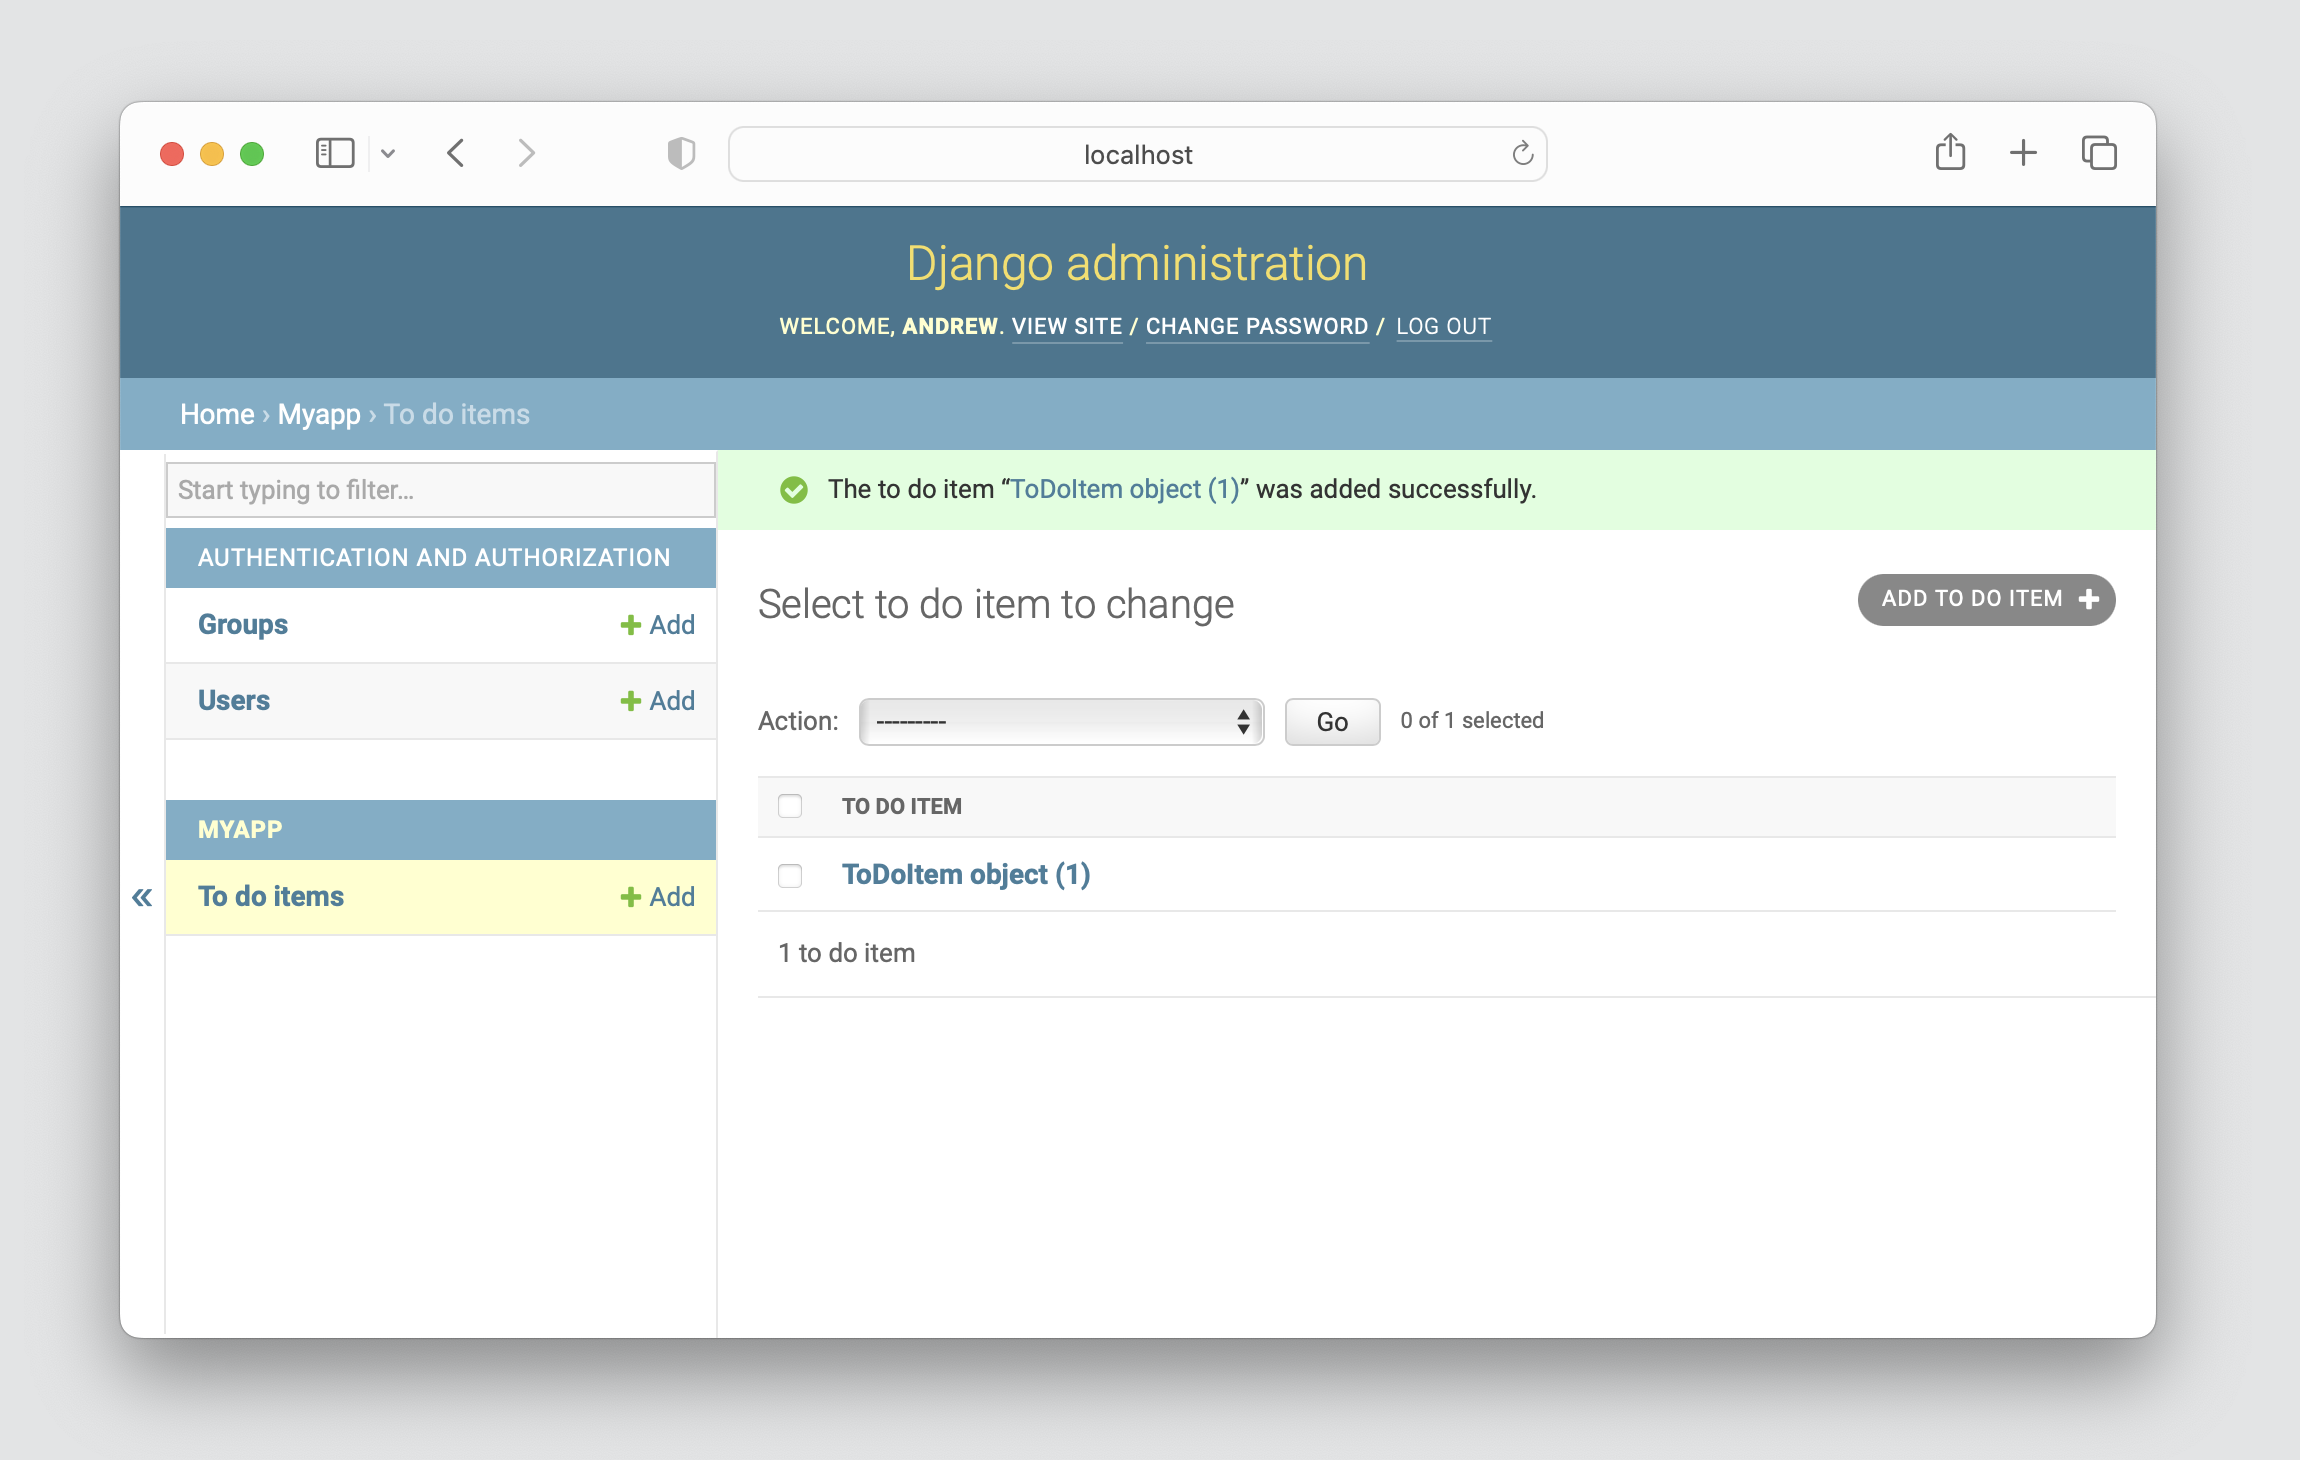 localhost
Django administration
WELCOME, ANDREW. VIEW SITE / CHANGE PASSWORD / LOG OUT
Home › Myapp › To do items
Start typing to filter...
AUTHENTICATION AND AUTHORIZATION
Groups + Add
Users + Add
MYAPP
« To do items + Add
The to do item “ToDoItem object (1)” was added successfully.
Select to do item to change
ADD TO DO ITEM +
Action: --------- Go 0 of 1 selected
TO DO ITEM
ToDoItem object (1)
1 to do item